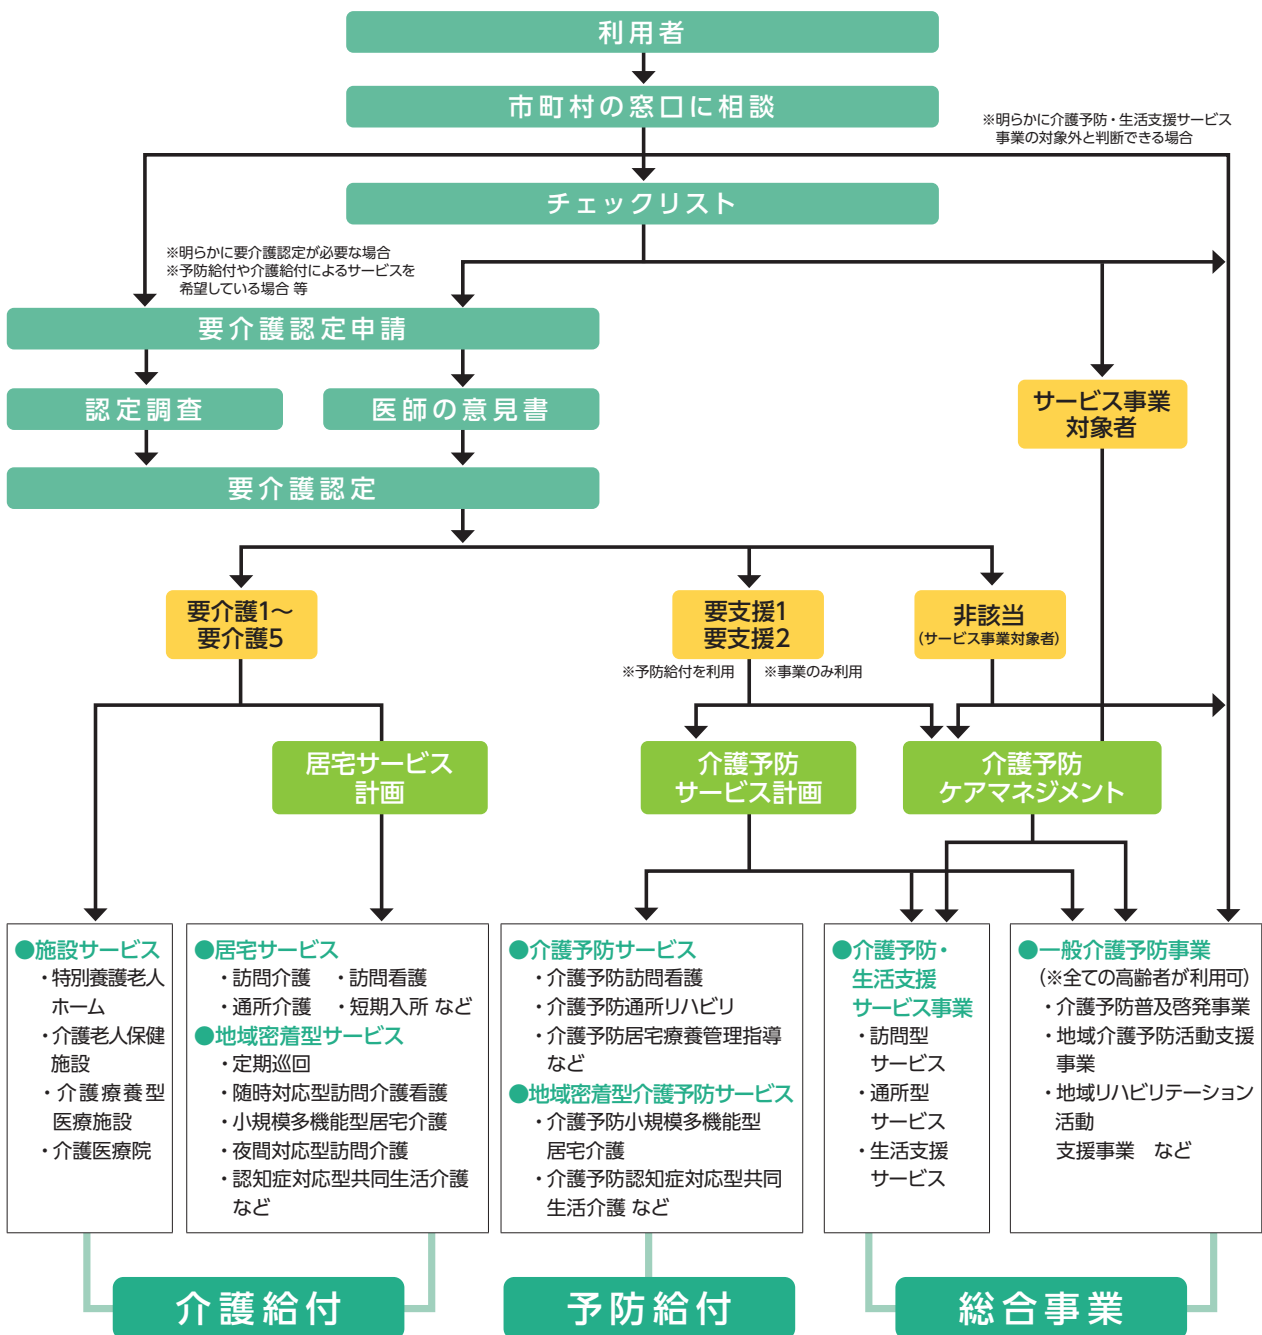 利用者
市町村の窓口に相談
※明らかに介護予防・生活支援サービス
事業の対象外と判断できる場合
チェックリスト
※明らかに要介護認定が必要な場合
※予防給付や介護給付によるサービスを
希望している場合 等
要介護認定申請
認定調査
医師の意見書
サービス事業
対象者
要介護認定
要介護1～
要介護5
要支援1
要支援2
非該当
(サービス事業対象者)
※予防給付を利用
※事業のみ利用
居宅サービス
計画
介護予防
サービス計画
介護予防
ケアマネジメント
●施設サービス
・特別養護老人
ホーム
・介護老人保健
施設
・介護療養型
医療施設
・介護医療院
●居宅サービス
・訪問介護 ・訪問看護
・通所介護 ・短期入所 など
●地域密着型サービス
・定期巡回
・随時対応型訪問介護看護
・小規模多機能型居宅介護
・夜間対応型訪問介護
・認知症対応型共同生活介護
など
●介護予防サービス
・介護予防訪問看護
・介護予防通所リハビリ
・介護予防居宅療養管理指導
など
●地域密着型介護予防サービス
・介護予防小規模多機能型
居宅介護
・介護予防認知症対応型共同
生活介護 など
●介護予防・
生活支援
サービス事業
・訪問型
サービス
・通所型
サービス
・生活支援
サービス
●一般介護予防事業
(※全ての高齢者が利用可)
・介護予防普及啓発事業
・地域介護予防活動支援
事業
・地域リハビリテーション
活動
支援事業 など
介護給付
予防給付
総合事業